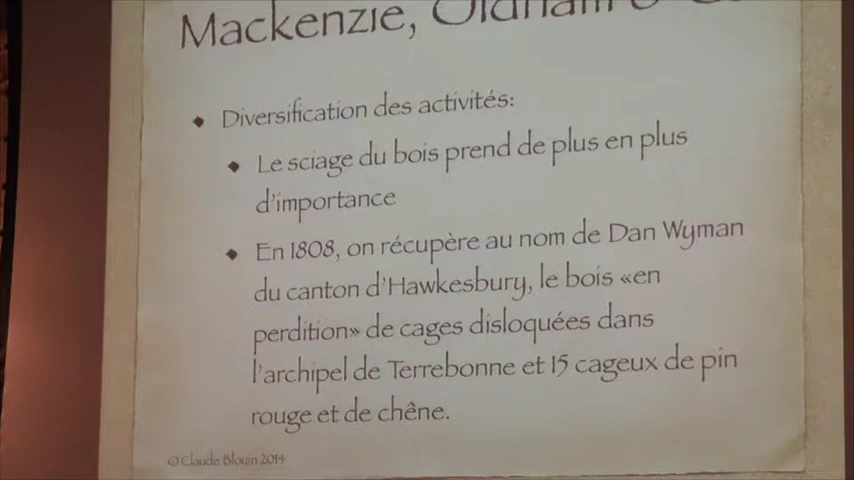 Mackenzie, Oldham &
Diversification des activités:
Le sciage du bois prend de plus en plus
d'importance
En 1808, on récupère au nom de Dan Wyman
du canton d'Hawkesbury, le bois «en
perdition» de cages disloquées dans
l'archipel de Terrebonne et 15 cageux de pin
rouge et de chêne.
© Claude Blouin 2014